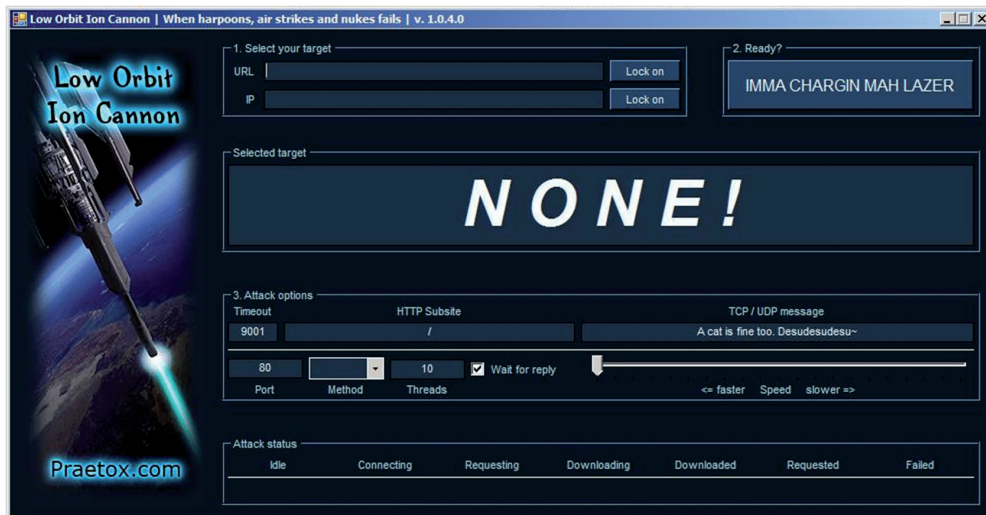 Low Orbit Ion Cannon | When harpoons, air strikes and nukes fails | v. 1.0.4.0
Low Orbit
Ion Cannon
Praetox.com
1. Select your target
URL
Lock on
IP
Lock on
2. Ready?
IMMA CHARGIN MAH LAZER
Selected target
NONE!
3. Attack options
Timeout HTTP Subsite TCP / UDP message
9001 / A cat is fine too. Desudesudesu~
80 10 Wait for reply
Port Method Threads <= faster Speed slower =>
Attack status
Idle Connecting Requesting Downloading Downloaded Requested Failed